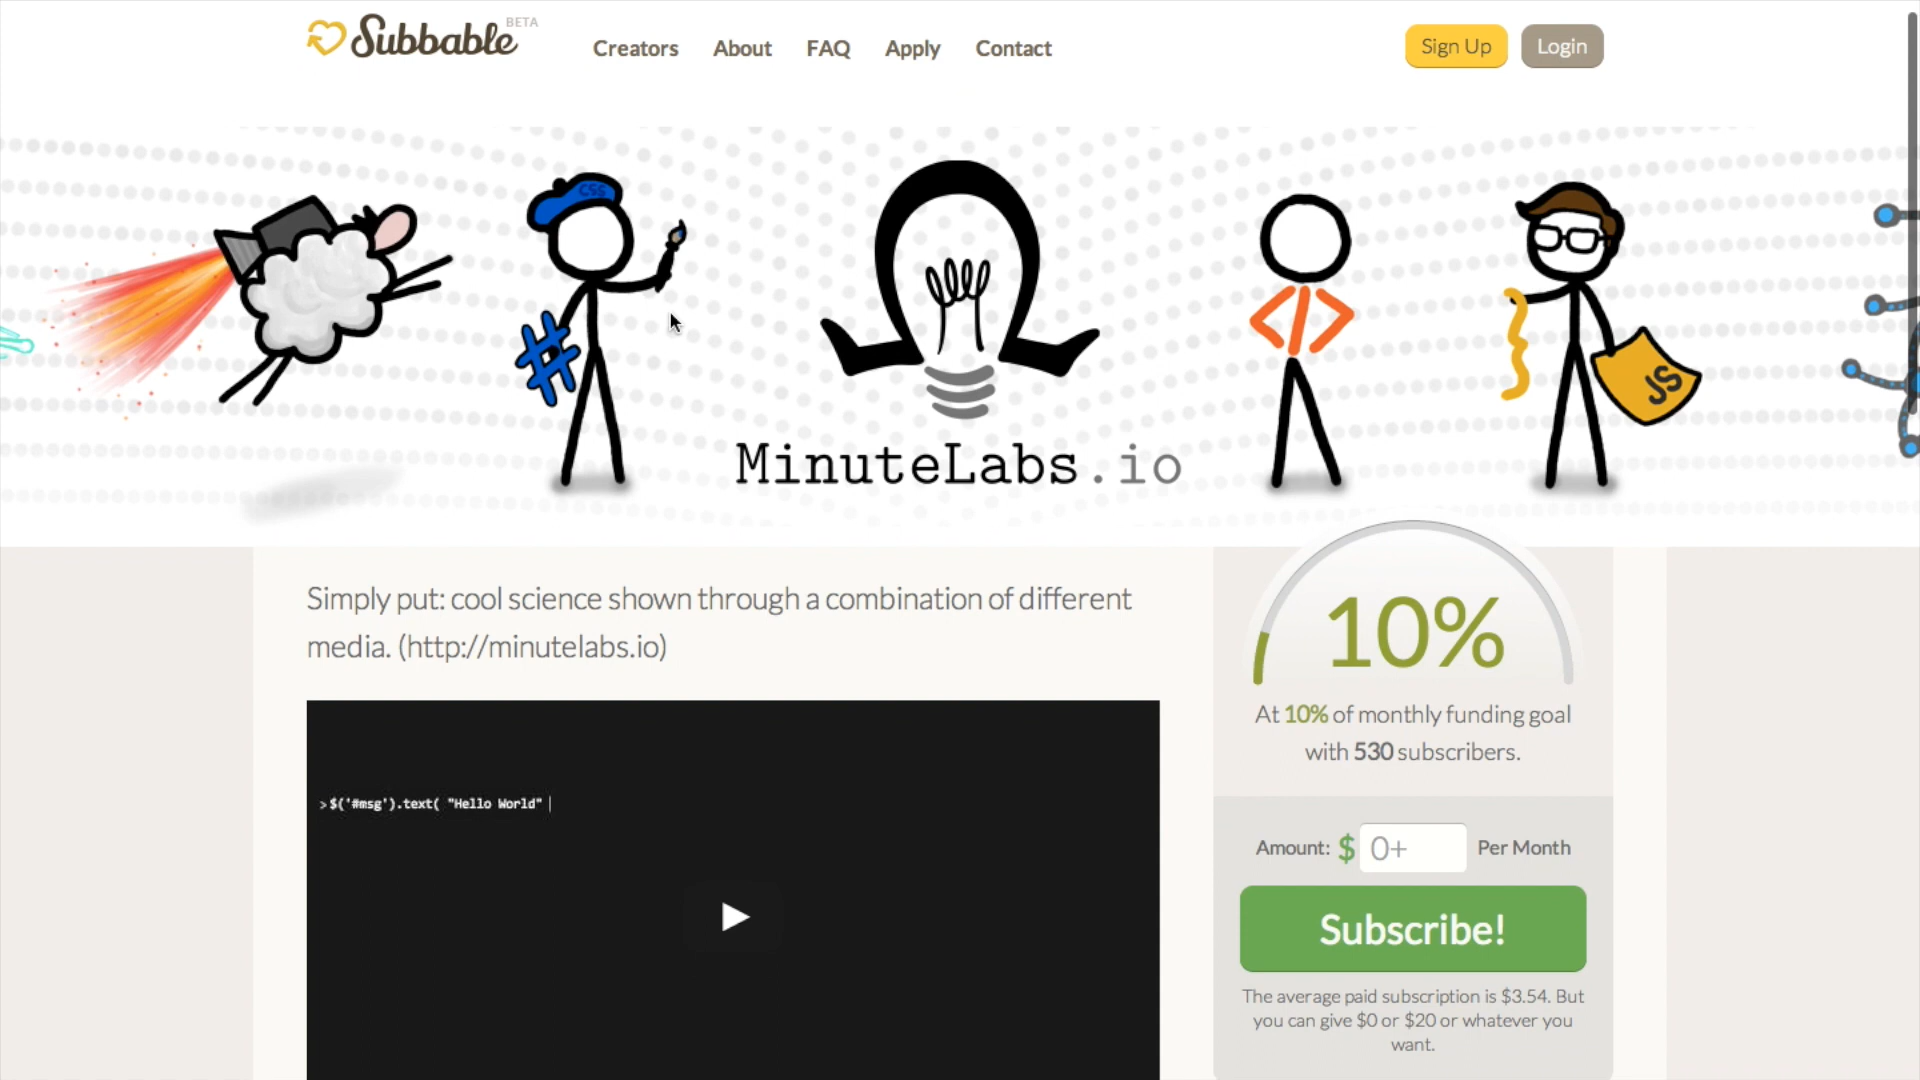 Subbable BETA
Creators About FAQ Apply Contact
Sign Up Login
CSS
#
JS
MinuteLabs.io
Simply put: cool science shown through a combination of different
media. (http://minutelabs.io)
>$('#msg').text( "Hello World" |
10%
At 10% of monthly funding goal
with 530 subscribers.
Amount: $ 0+ Per Month
Subscribe!
The average paid subscription is $3.54. But
you can give $0 or $20 or whatever you
want.